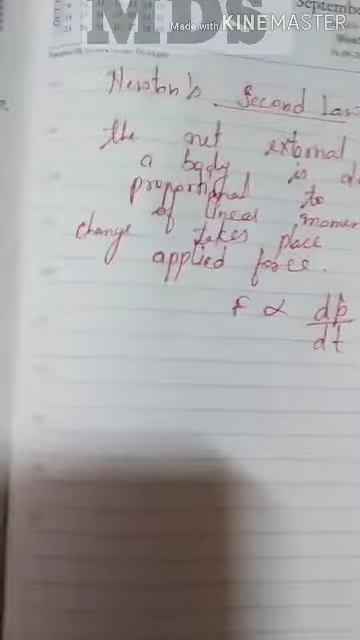 MDS
Made with KINEMASTER
September
Newton's Second Law
the net external
a body is
proportional to
of linear
change takes place
applied force.
F ∝ dp
dt